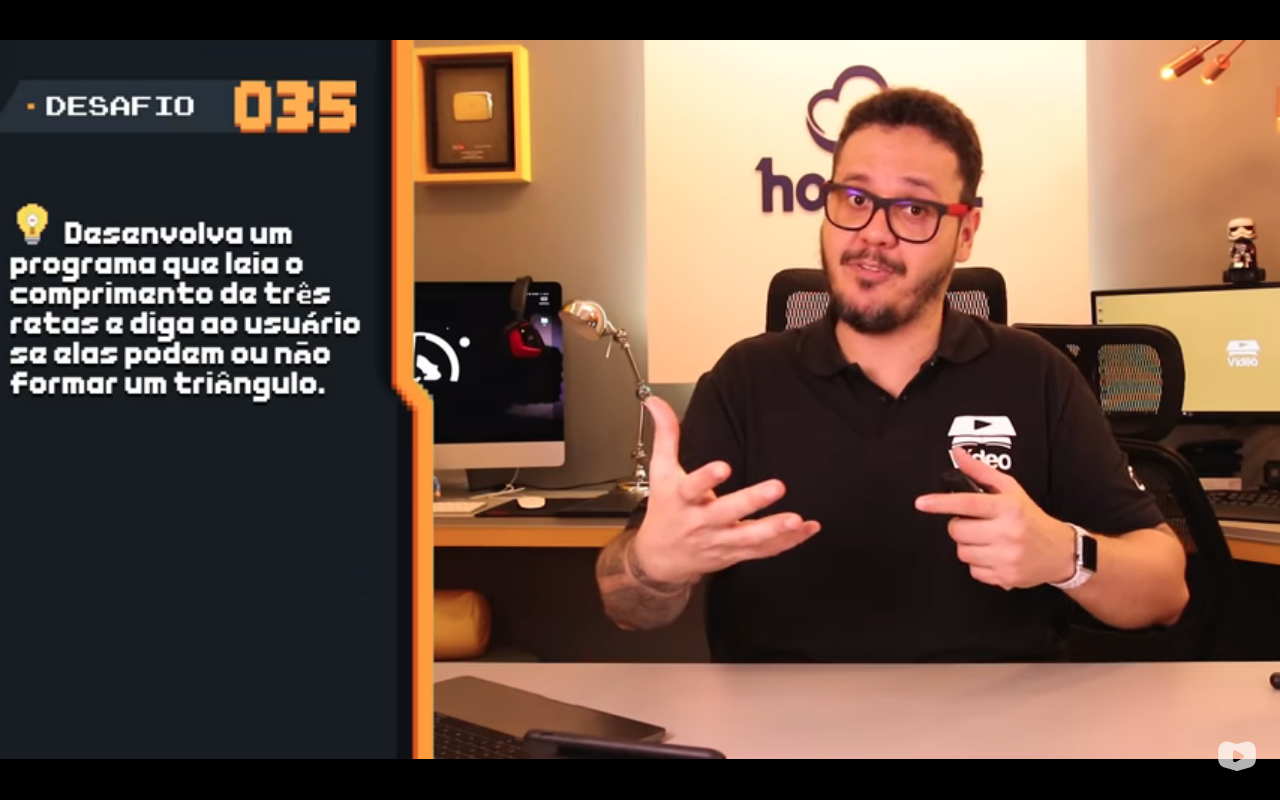 DESAFIO 035
Desenvolva um
programa que leia o
comprimento de três
retas e diga ao usuário
se elas podem ou não
formar um triângulo.
ho
Vídeo
Vídeo